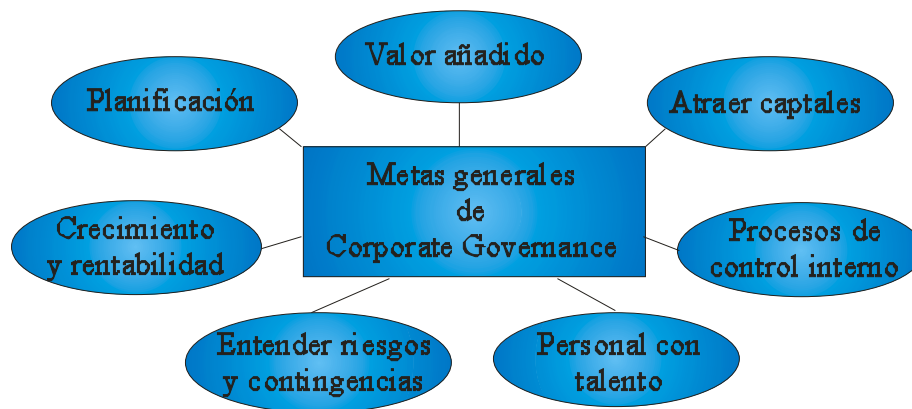 Valor añadido
Planificación
Atraer captales
Metas generales
de
Corporate Governance
Crecimiento
y rentabilidad
Procesos de
control interno
Entender riesgos
y contingencias
Personal con
talento